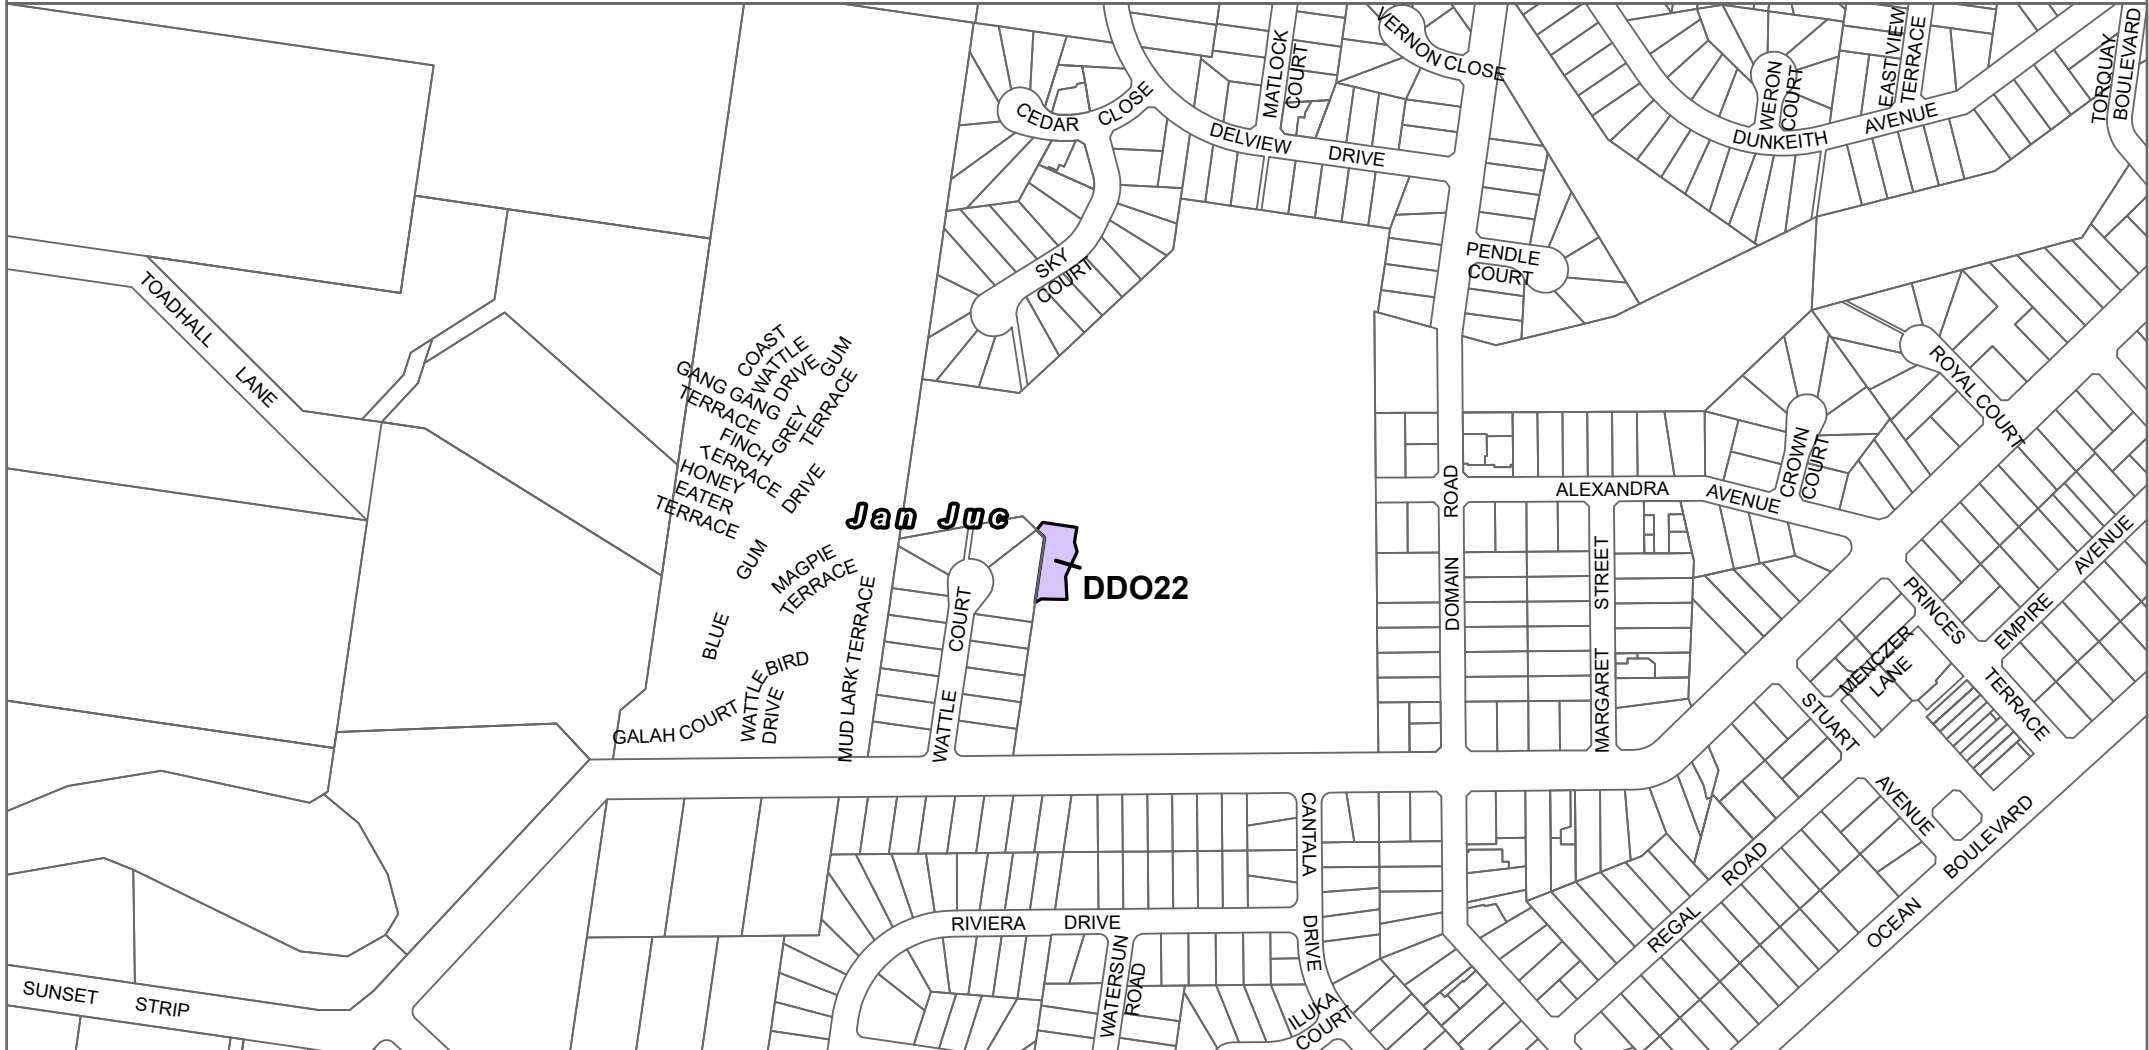 VERNON CLOSE
MATLOCK
COURT
EASTVIEW
TERRACE
TORQUAY
BOULEVARD
WERON
COURT
CEDAR CLOSE
DELVIEW DRIVE
DUNKEITH AVENUE
SKY
COURT
PENDLE
COURT
TOADHALL LANE
COAST
WATTLE
DRIVE
GREY GUM
TERRACE
GANG GANG
TERRACE
FINCH
TERRACE
HONEY
EATER
TERRACE
ROYAL COURT
CROWN
COURT
DOMAIN ROAD
ALEXANDRA AVENUE
Jan Juc
DDO22
BLUE GUM DRIVE
MAGPIE
TERRACE
MUD LARK TERRACE
WATTLE COURT
MARGARET STREET
PRINCES TERRACE
EMPIRE AVENUE
MENCZER
LANE
STUART AVENUE
WATTLE BIRD
DRIVE
GALAH COURT
CANTALA DRIVE
OCEAN BOULEVARD
REGAL ROAD
RIVIERA DRIVE
WATERSUN
ROAD
ILUKA
COURT
SUNSET STRIP